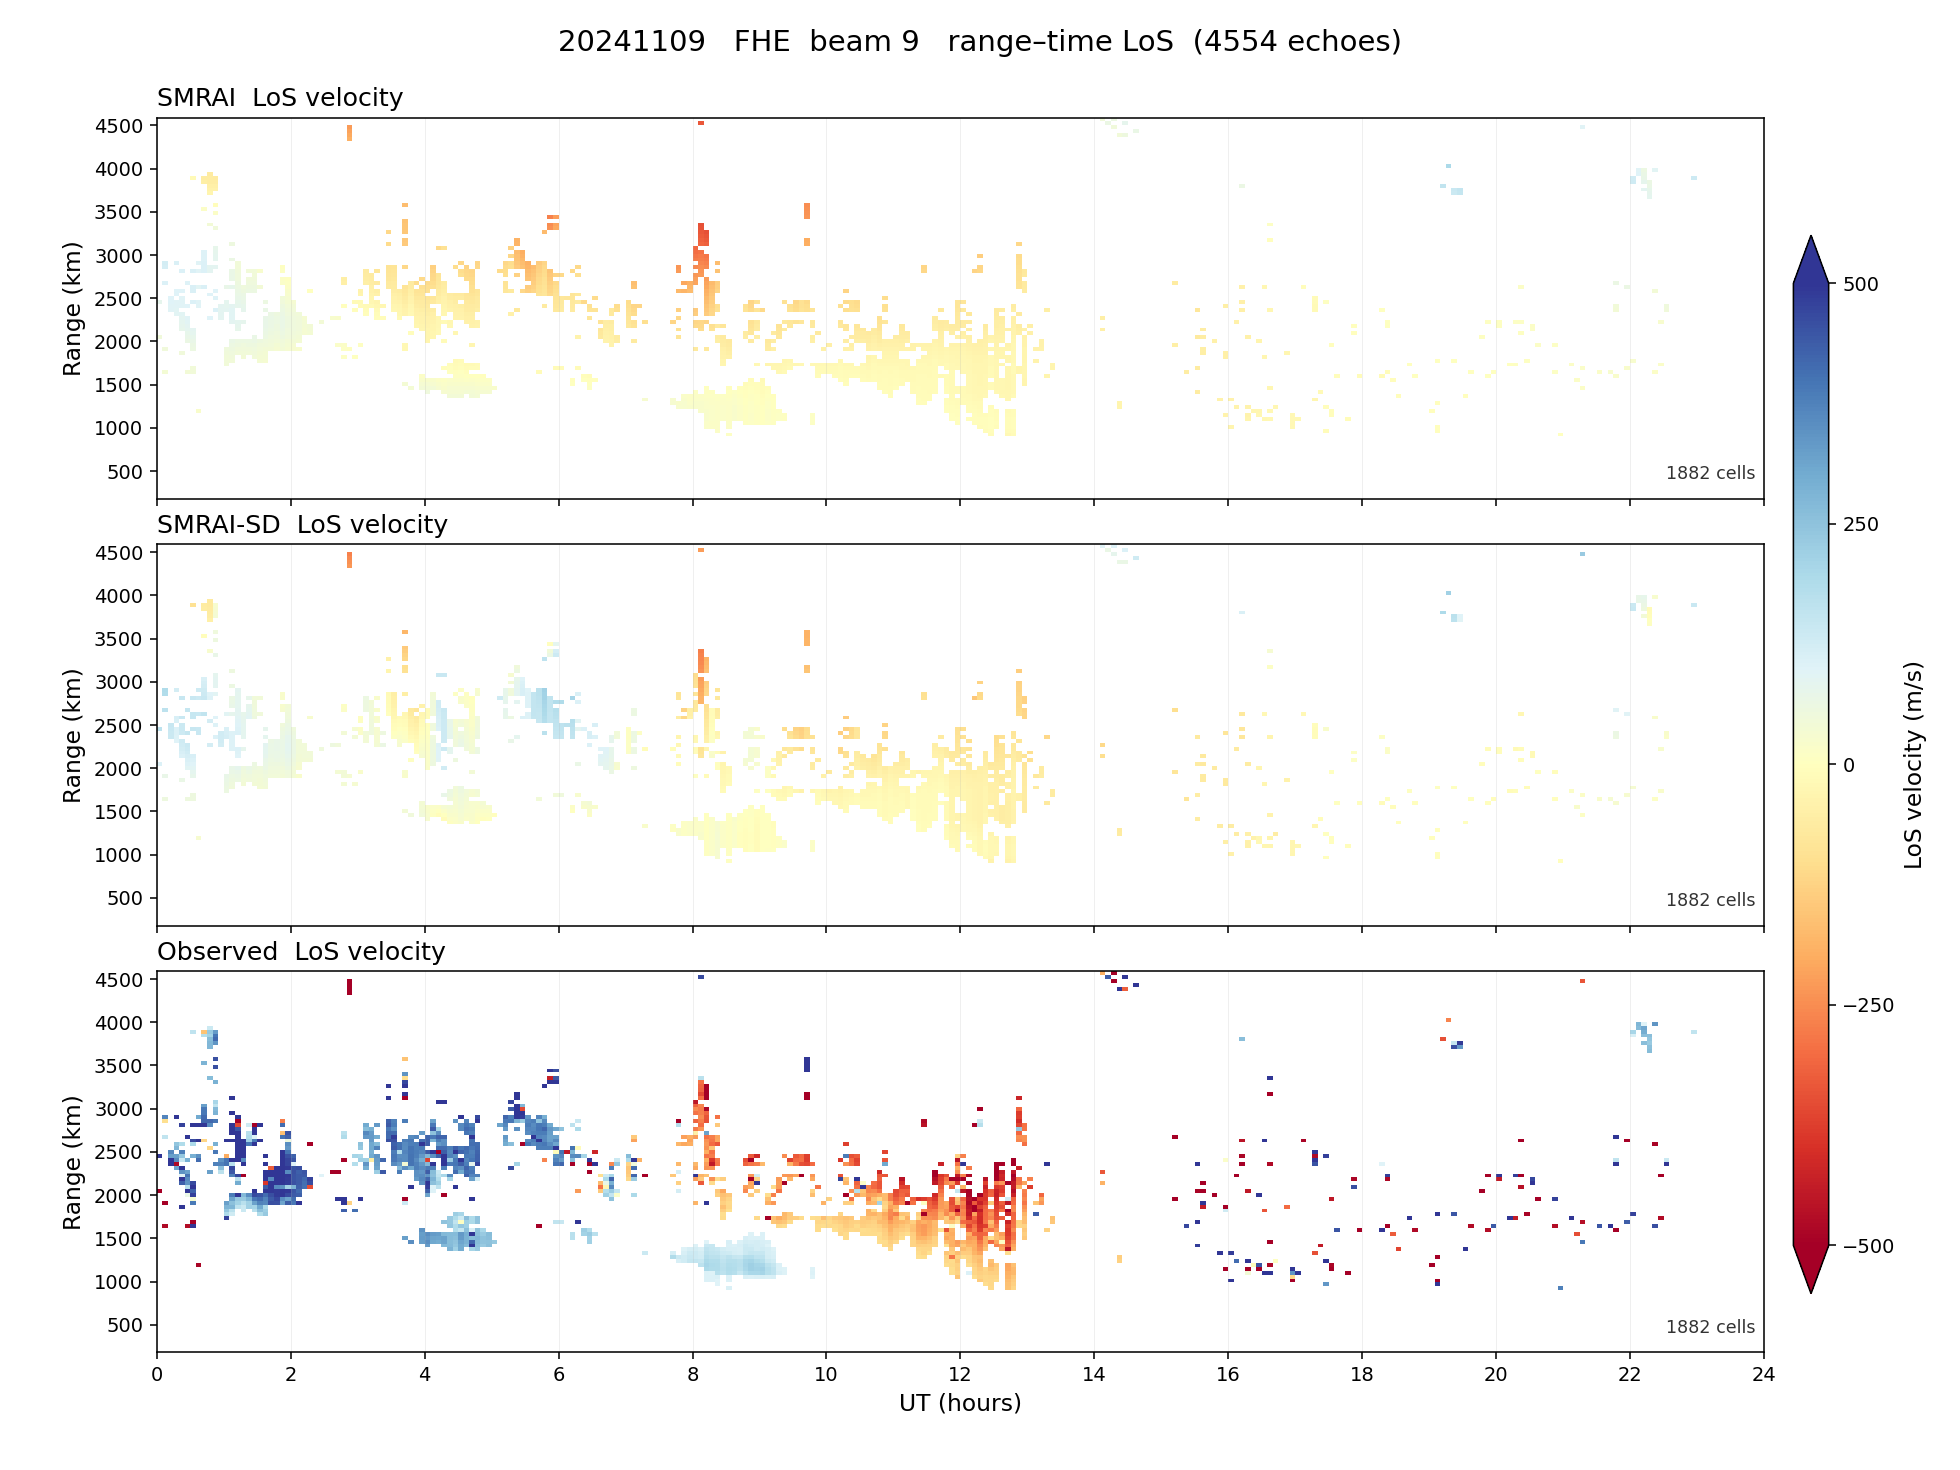 20241109   FHE  beam 9   range–time LoS  (4554 echoes)
SMRAI  LoS velocity
4500
4000
3500
3000
2500
2000
1500
1000
500
Range (km)
1882 cells
SMRAI-SD  LoS velocity
4500
4000
3500
3000
2500
2000
1500
1000
500
Range (km)
1882 cells
Observed  LoS velocity
4500
4000
3500
3000
2500
2000
1500
1000
500
Range (km)
1882 cells
0 2 4 6 8 10 12 14 16 18 20 22 24
UT (hours)
500
250
0
−250
−500
LoS velocity (m/s)